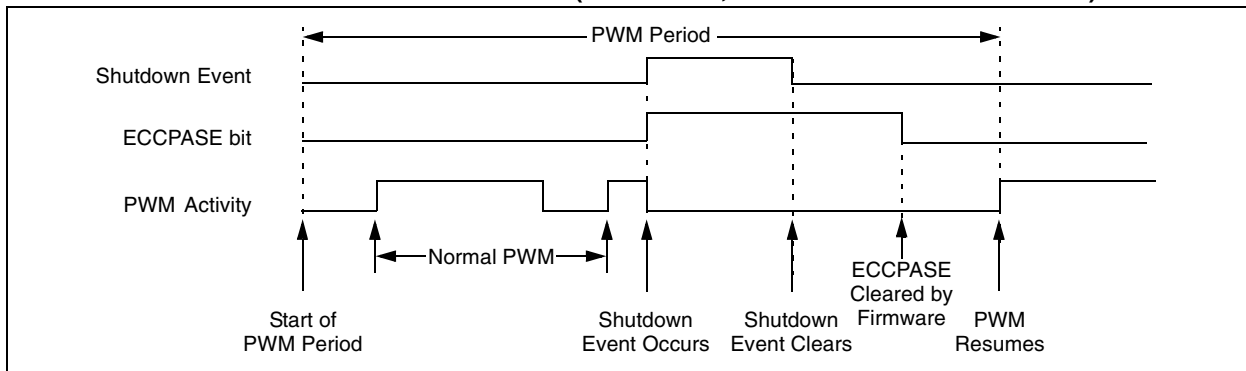 PWM Period
Shutdown Event
ECCPASE bit
PWM Activity
Normal PWM
Start of
PWM Period
Shutdown
Event Occurs
Shutdown
Event Clears
ECCPASE
Cleared by
Firmware
PWM
Resumes